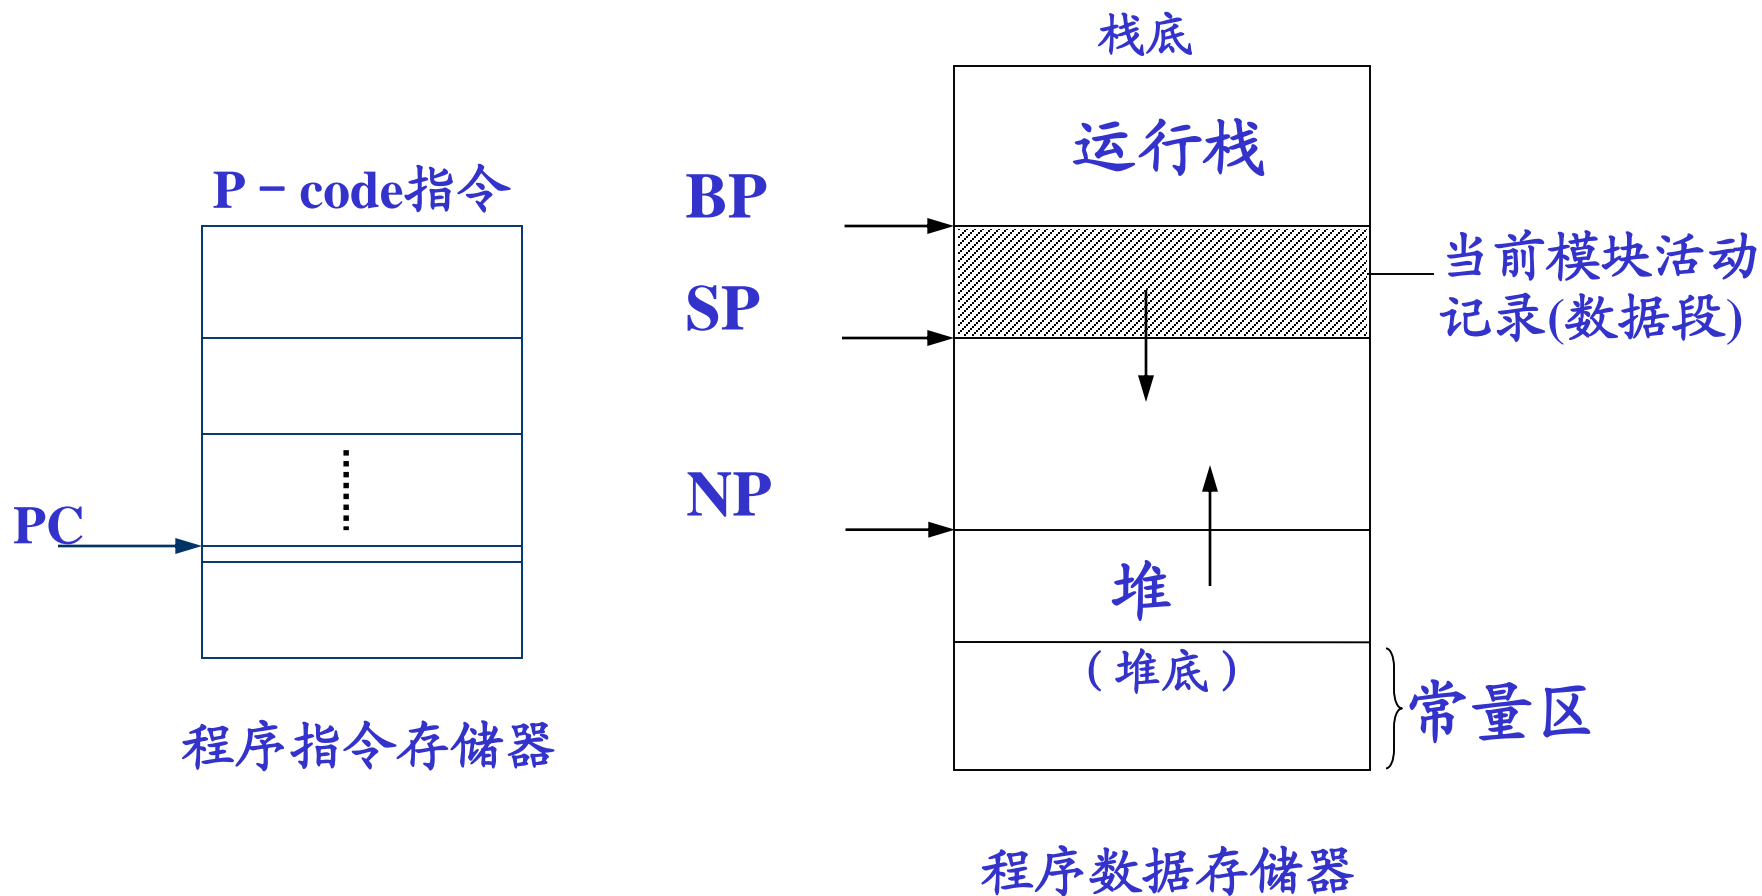 P－code指令
PC
程序指令存储器
栈底
运行栈
BP
SP
NP
当前模块活动
记录(数据段)
堆
(堆底)
常量区
程序数据存储器